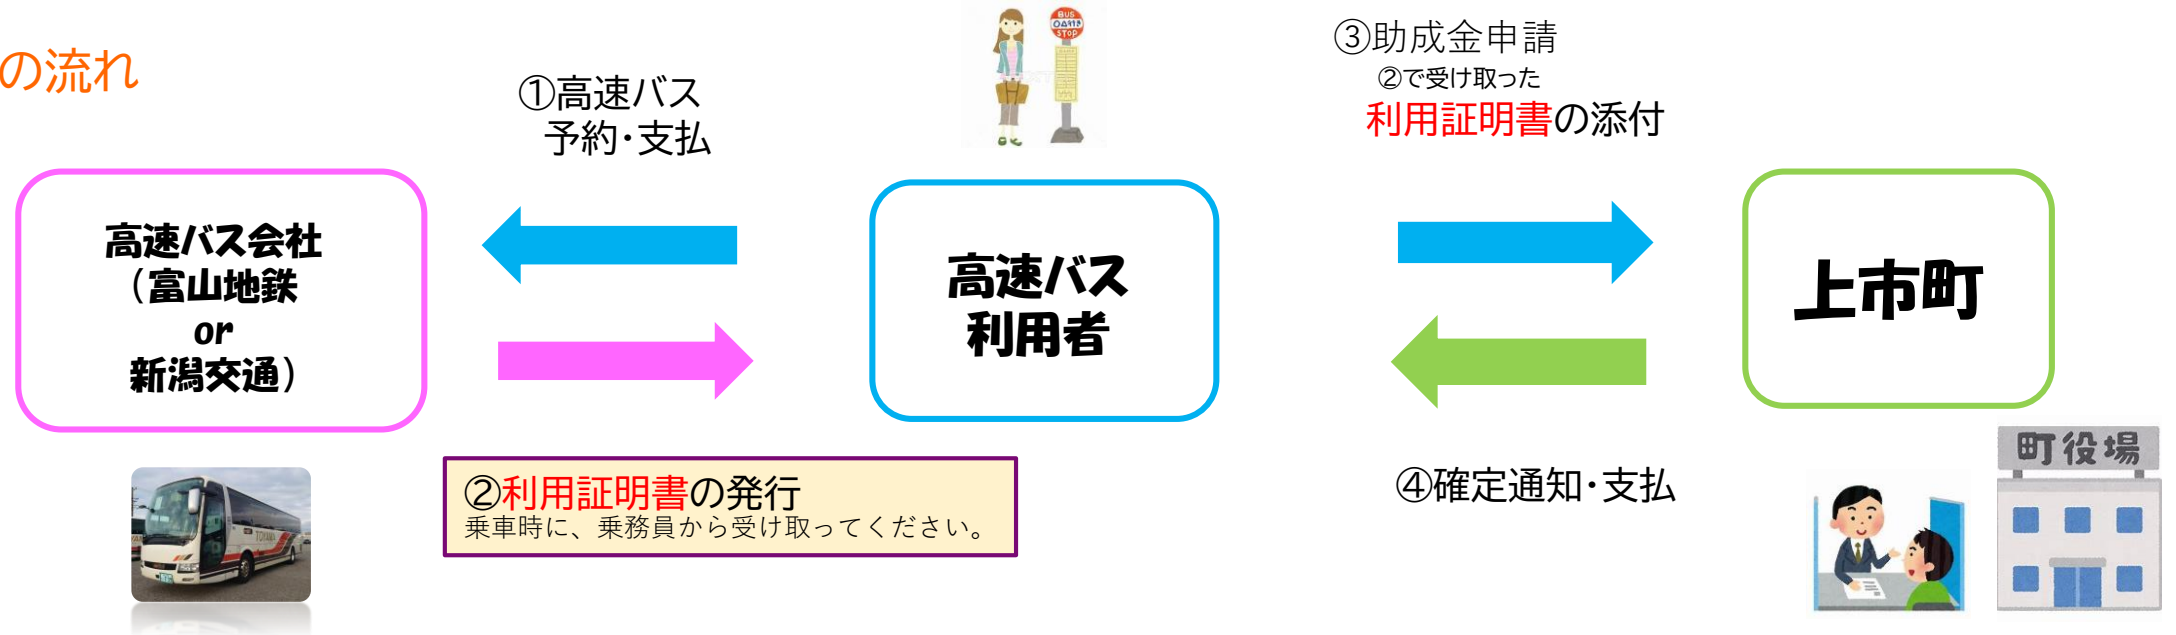 の流れ
①高速バス
予約・支払
BUS
STOP
③助成金申請
②で受け取った
利用証明書の添付
高速バス会社
（富山地鉄
or
新潟交通）
高速バス
利用者
上市町
②利用証明書の発行
乗車時に、乗務員から受け取ってください。
④確定通知・支払
町役場
TOYAMA